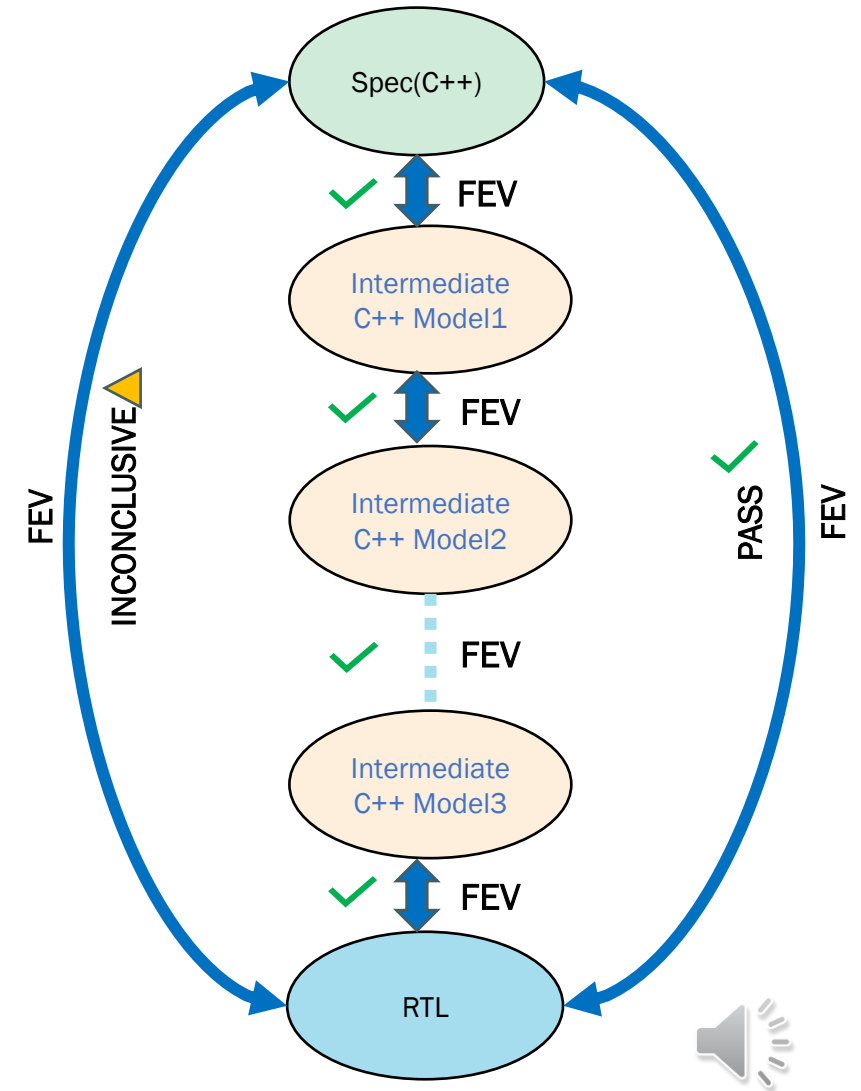 Spec(C++)
FEV
Intermediate
C++ Model1
FEV
Intermediate
C++ Model2
FEV
Intermediate
C++ Model3
FEV
RTL
FEV
INCONCLUSIVE
PASS
FEV